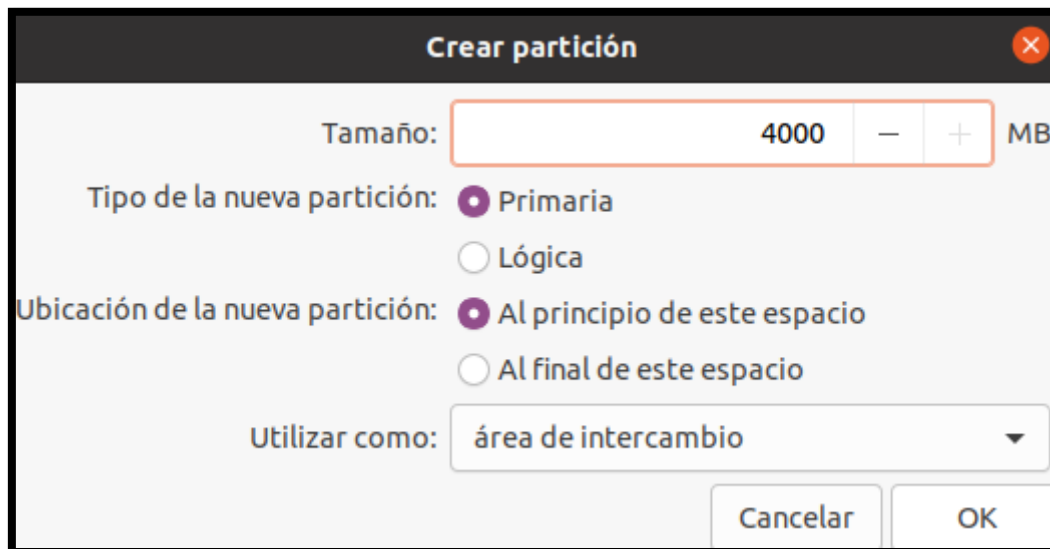 Crear partición
Tamaño: 4000 MB
Tipo de la nueva partición: Primaria
Lógica
Ubicación de la nueva partición: Al principio de este espacio
Al final de este espacio
Utilizar como: área de intercambio
Cancelar OK